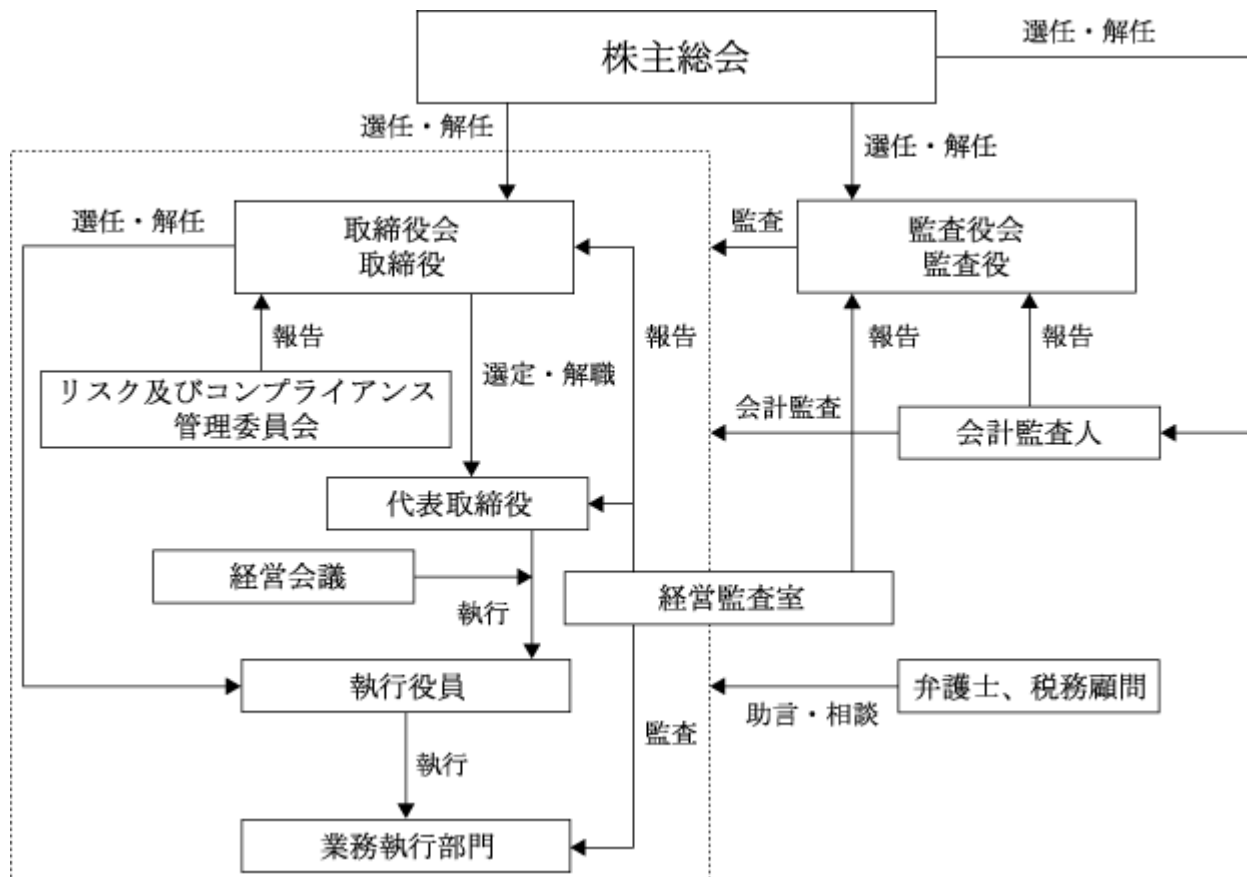 株主総会
選任・解任
選任・解任
選任・解任
選任・解任
取締役会
取締役
監査
監査役会
監査役
報告
報告
報告
報告
選定・解職
リスク及びコンプライアンス
管理委員会
会計監査
会計監査人
代表取締役
経営会議
経営監査室
執行
執行役員
弁護士、税務顧問
助言・相談
監査
執行
業務執行部門